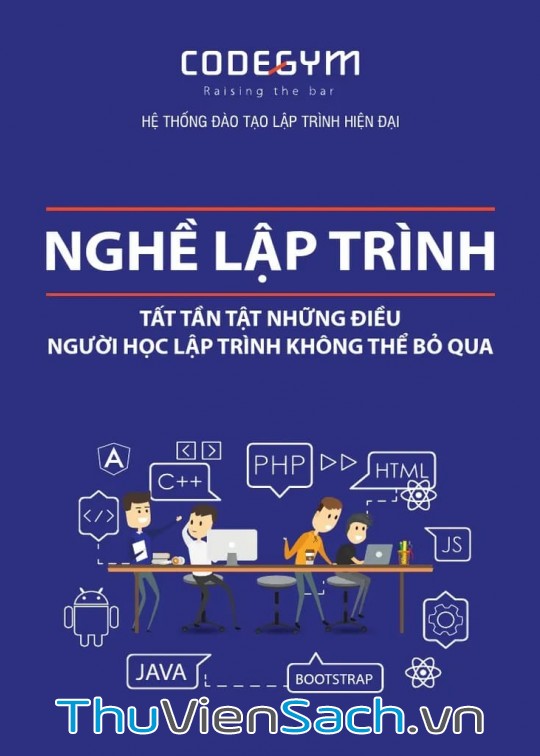 CODEGYM
Raising the bar
HỆ THỐNG ĐÀO TẠO LẬP TRÌNH HIỆN ĐẠI
NGHỀ LẬP TRÌNH
TẤT TẦN TẬT NHỮNG ĐIỀU
NGƯỜI HỌC LẬP TRÌNH KHÔNG THỂ BỎ QUA
A
< >
C++
PHP
HTML
</>
JS
JAVA
BOOTSTRAP
ThuVienSach.vn